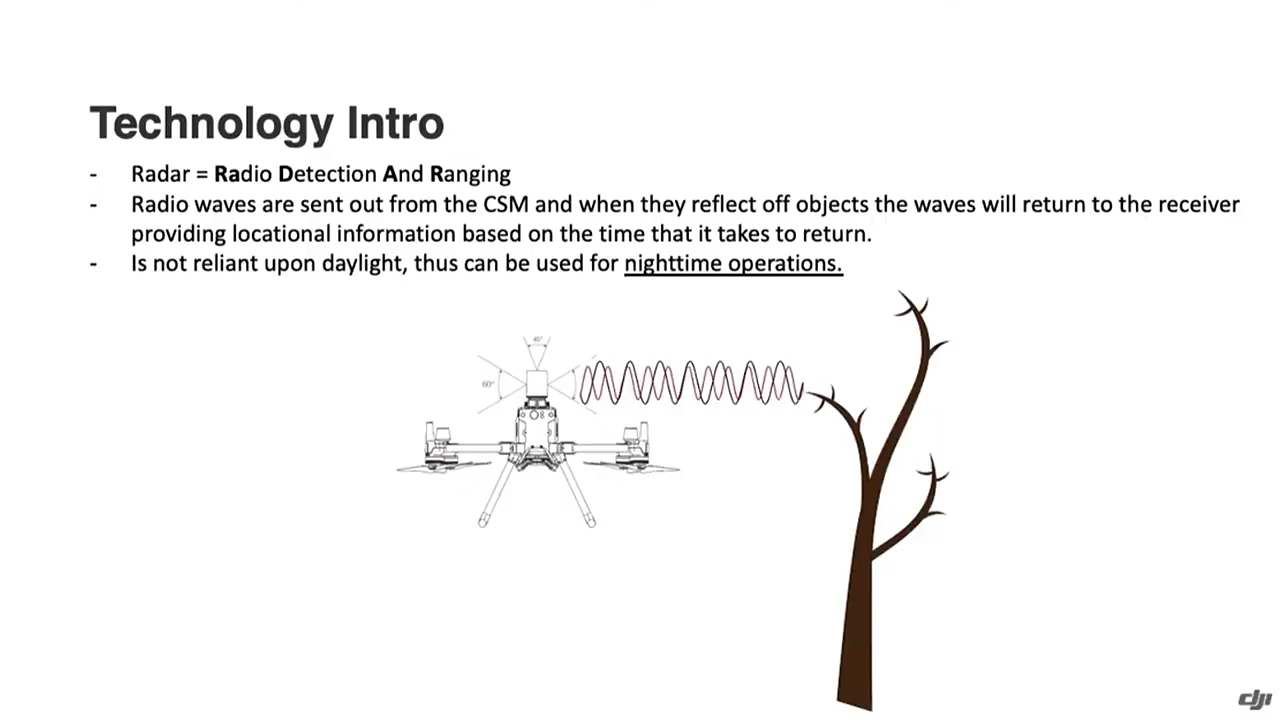 Technology Intro
- Radar = Radio Detection And Ranging
- Radio waves are sent out from the CSM and when they reflect off objects the waves will return to the receiver
providing locational information based on the time that it takes to return.
- Is not reliant upon daylight, thus can be used for nighttime operations.
45°
60°
dji